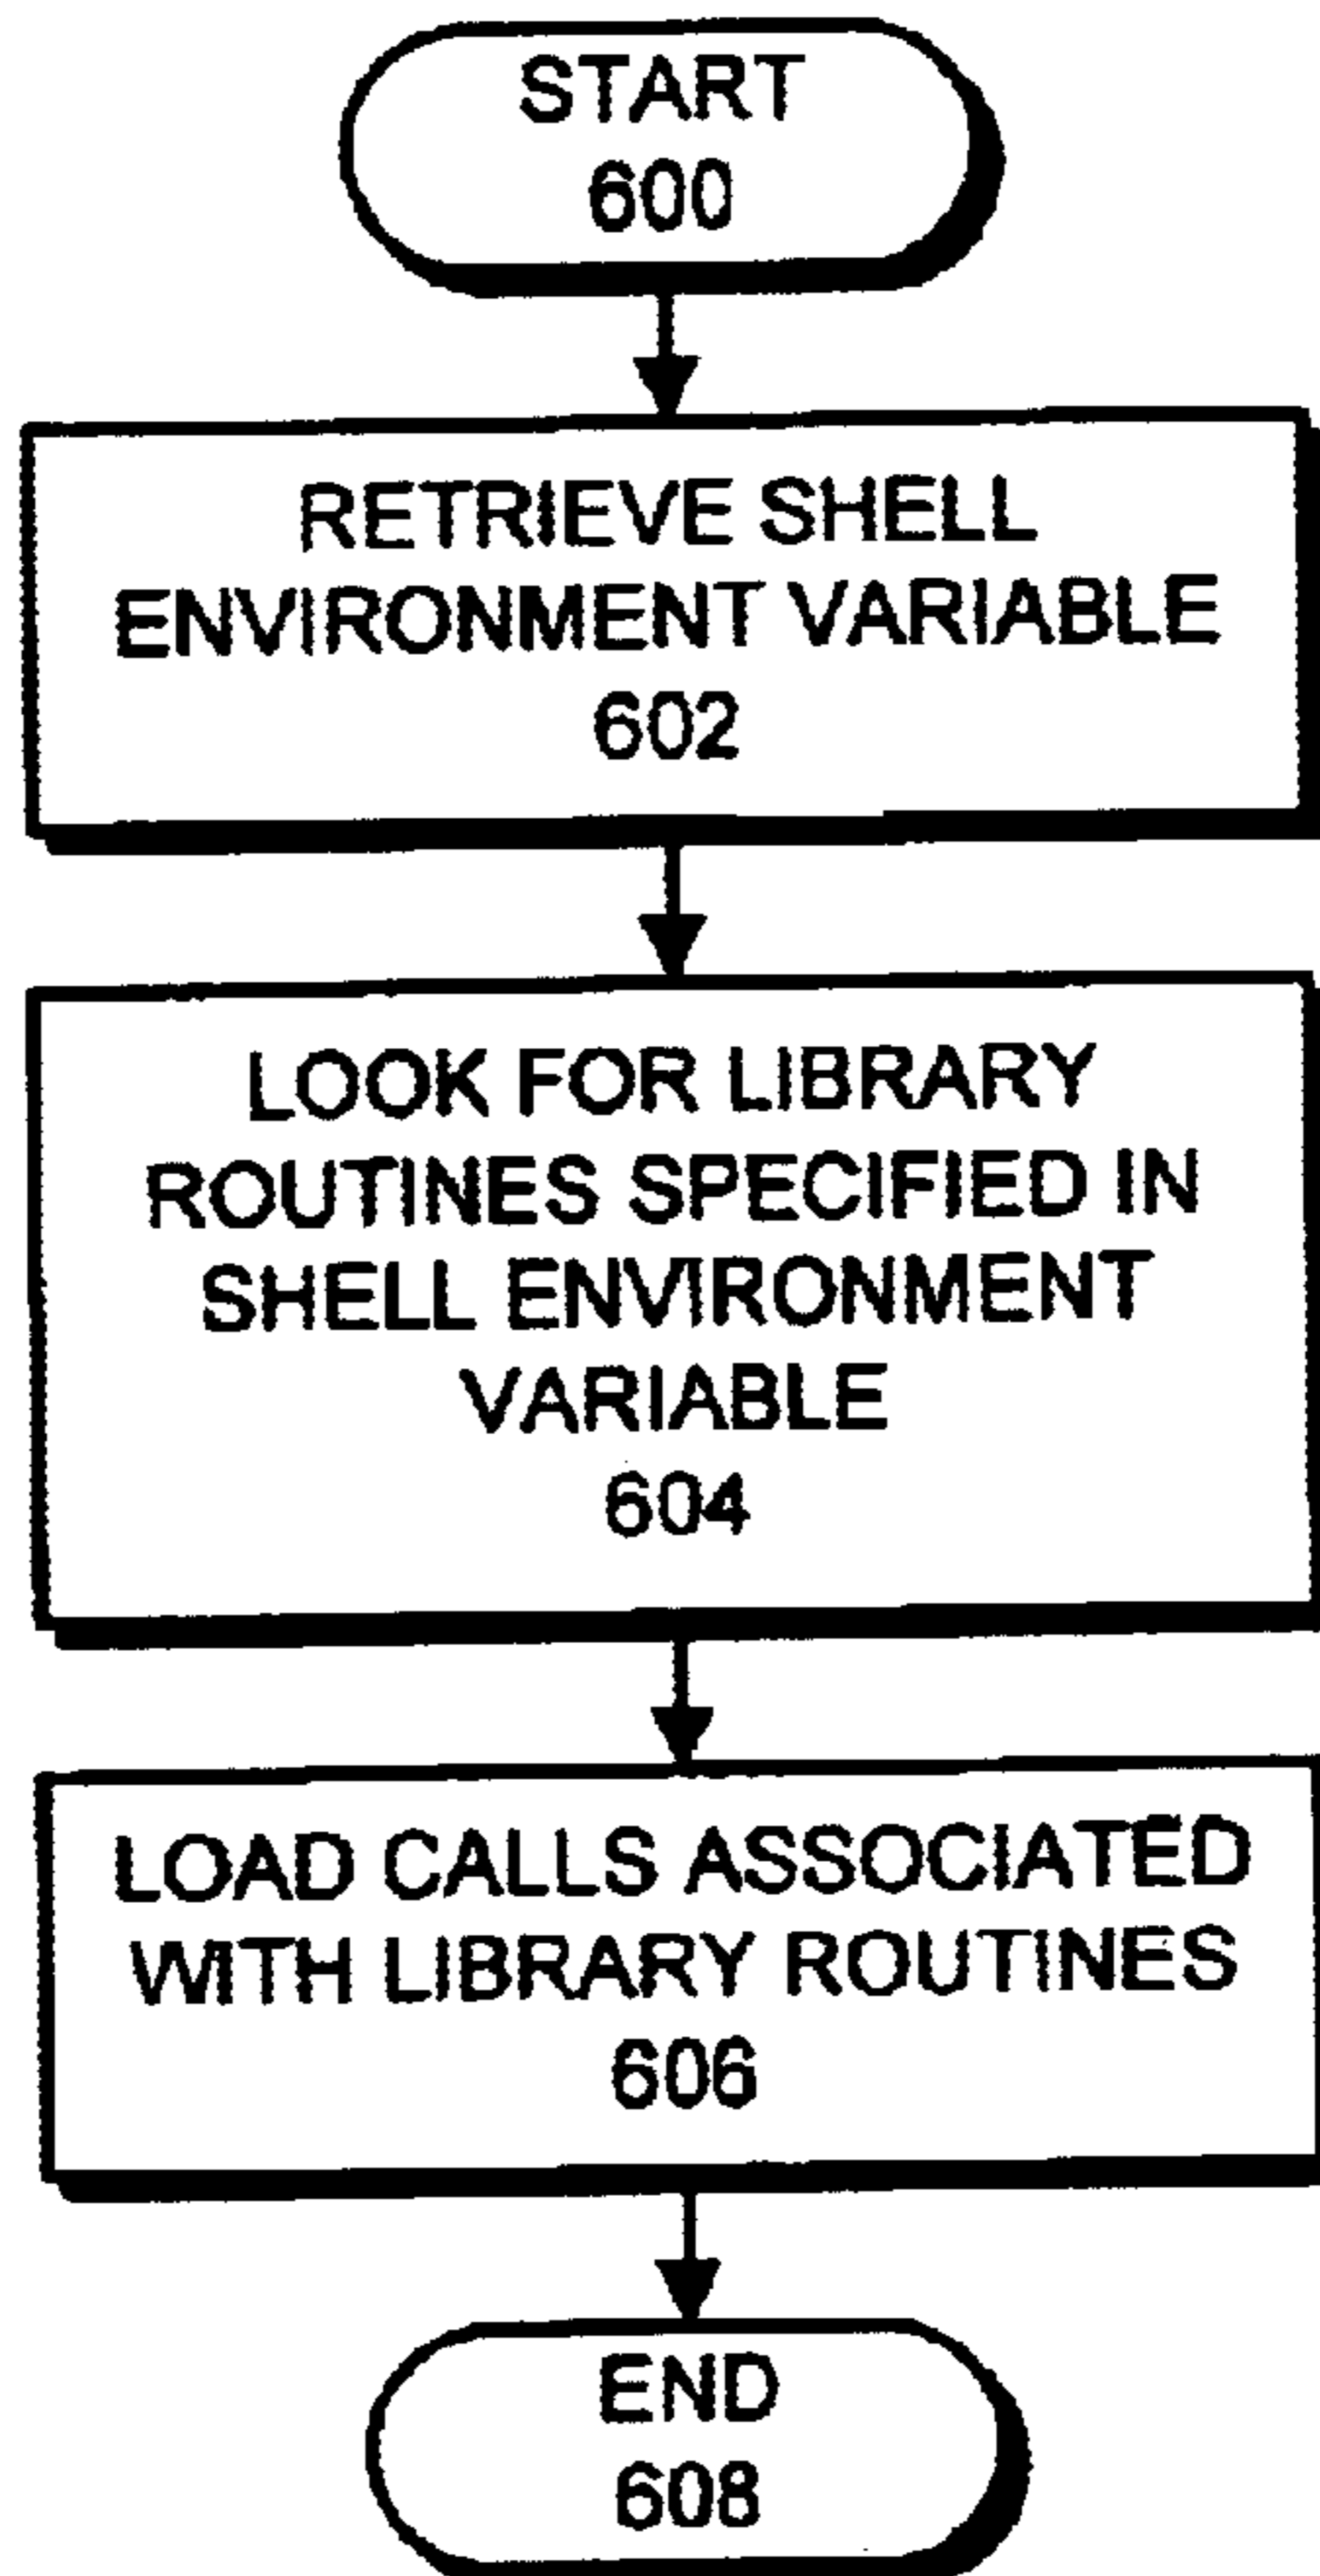 START
600
RETRIEVE SHELL
ENVIRONMENT VARIABLE
602
LOOK FOR LIBRARY
ROUTINES SPECIFIED IN
SHELL ENVIRONMENT
VARIABLE
604
LOAD CALLS ASSOCIATED
WITH LIBRARY ROUTINES
606
END
608